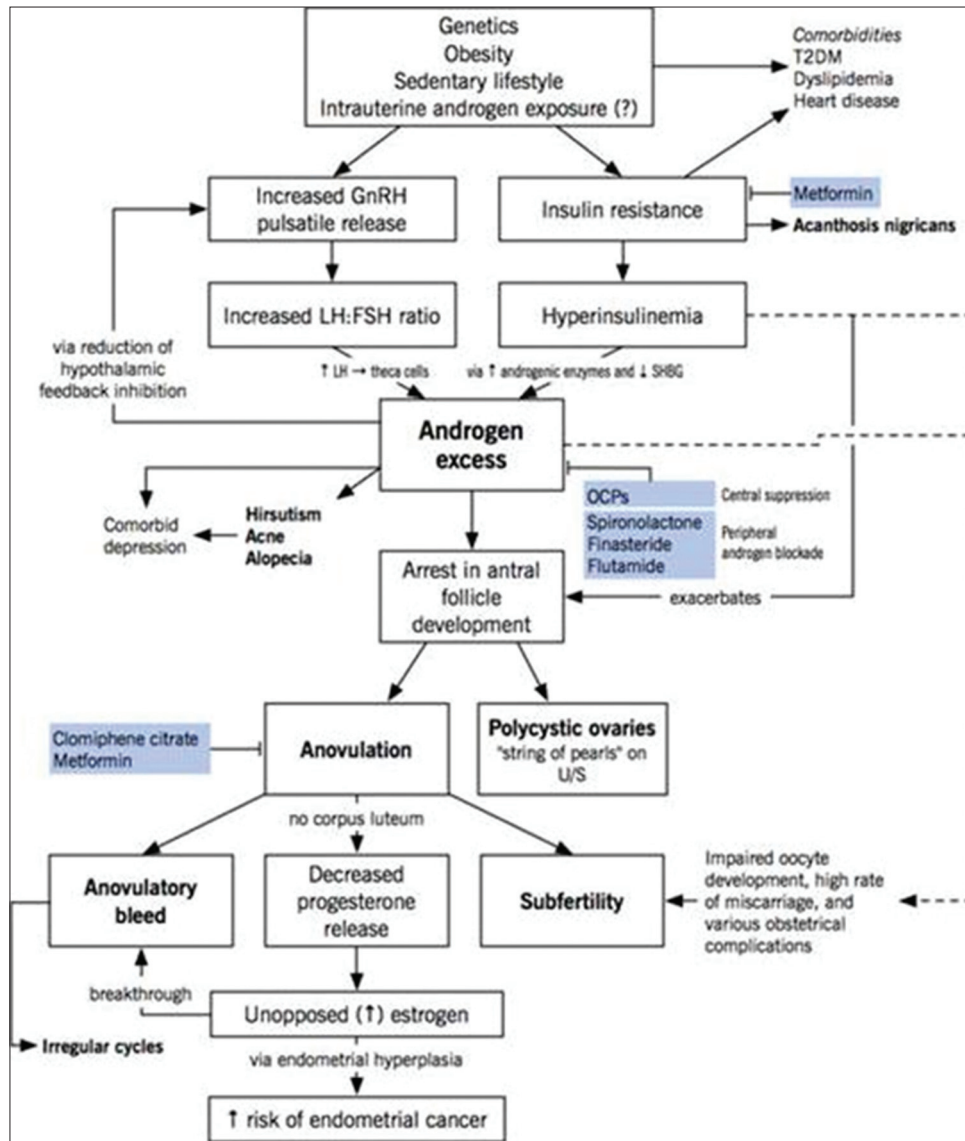 Genetics
Obesity
Sedentary lifestyle
Intrauterine androgen exposure (?)
Comorbidities
T2DM
Dyslipidemia
Heart disease
Increased GnRH
pulsatile release
Insulin resistance
Metformin
Acanthosis nigricans
Increased LH:FSH ratio
Hyperinsulinemia
via reduction of
hypothalamic
feedback inhibition
↑ LH → theca cells
via ↑ androgenic enzymes and ↓ SHBG
Androgen
excess
OCPs
Central suppression
Spironolactone
Finasteride
Flutamide
Peripheral
androgen blockade
Comorbid
depression
Hirsutism
Acne
Alopecia
Arrest in antral
follicle
development
exacerbates
Clomiphene citrate
Metformin
Anovulation
Polycystic ovaries
"string of pearls" on
U/S
no corpus luteum
Anovulatory
bleed
Decreased
progesterone
release
Subfertility
Impaired oocyte
development, high rate
of miscarriage, and
various obstetrical
complications
breakthrough
Unopposed (↑) estrogen
Irregular cycles
via endometrial hyperplasia
↑ risk of endometrial cancer